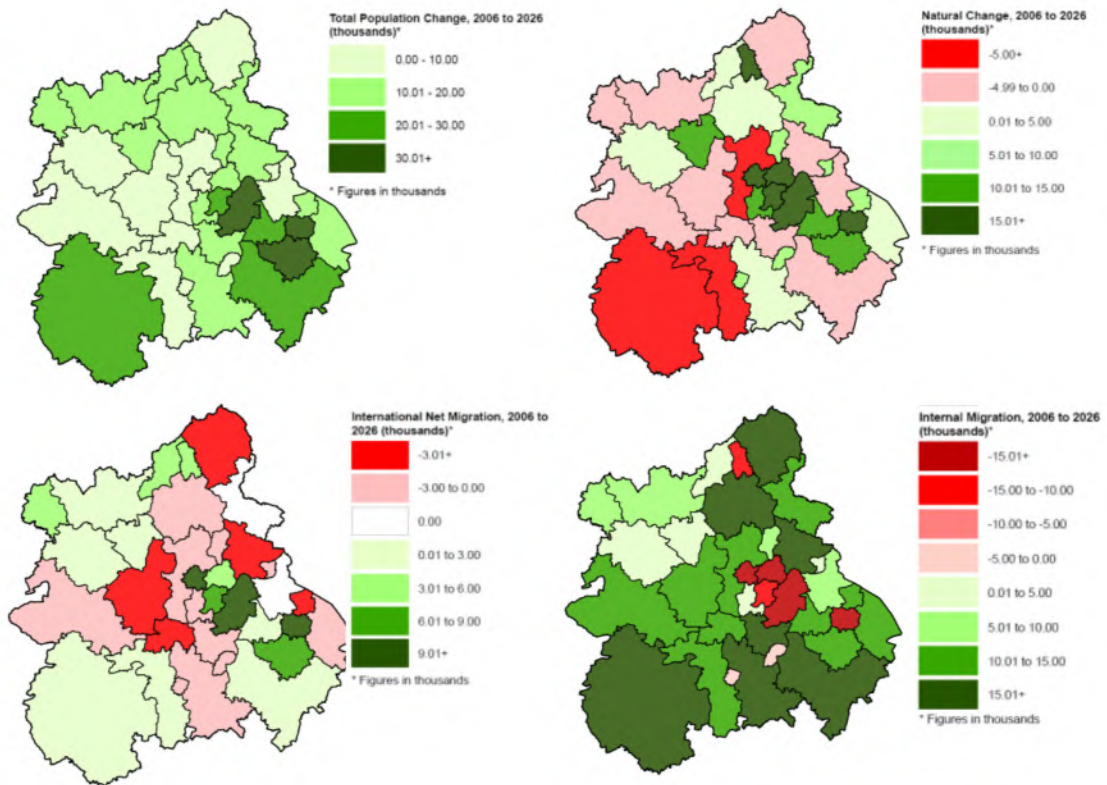 Total Population Change, 2006 to 2026
(thousands)*
0.00 - 10.00
10.01 - 20.00
20.01 - 30.00
30.01+
* Figures in thousands
Natural Change, 2006 to 2026
(thousands)*
-5.00+
-4.99 to 0.00
0.01 to 5.00
5.01 to 10.00
10.01 to 15.00
15.01+
* Figures in thousands
International Net Migration, 2006 to
2026 (thousands)*
-3.01+
-3.00 to 0.00
0.00
0.01 to 3.00
3.01 to 6.00
6.01 to 9.00
9.01+
* Figures in thousands
Internal Migration, 2006 to 2026
(thousands)*
-15.01+
-15.00 to -10.00
-10.00 to -5.00
-5.00 to 0.00
0.01 to 5.00
5.01 to 10.00
10.01 to 15.00
15.01+
* Figures in thousands